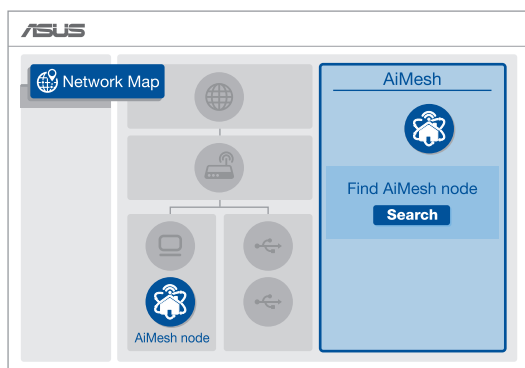 ASUS
Network Map
AiMesh
Find AiMesh node
Search
AiMesh node